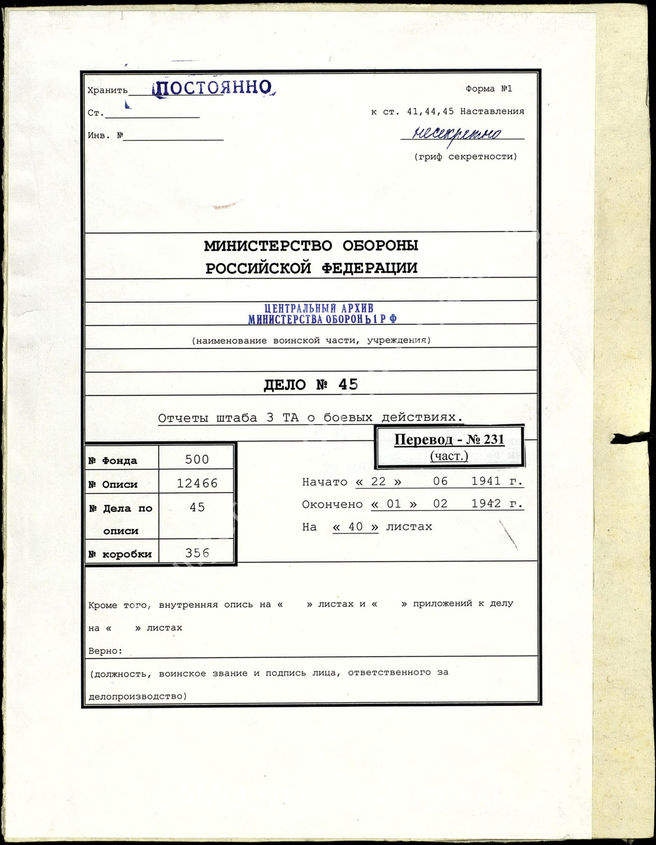 Хранить ПОСТОЯННО
Форма №1
Ст.
к ст. 41,44,45 Наставления
Инв. №
несекретно
(гриф секретности)
МИНИСТЕРСТВО ОБОРОНЫ
РОССИЙСКОЙ ФЕДЕРАЦИИ
ЦЕНТРАЛЬНЫЙ АРХИВ
МИНИСТЕРСТВА ОБОРОНЫ РФ
(наименование воинской части, учреждения)
ДЕЛО № 45
Отчеты штаба 3 ТА о боевых действиях.
Перевод - № 231
(част.)
№ Фонда 500
№ Описи 12466
№ Дела по описи 45
№ коробки 356
Начато « 22 » 06 1941 г.
Окончено « 01 » 02 1942 г.
На « 40 » листах
Кроме того, внутренняя опись на « » листах и « » приложений к делу
на « » листах
Верно:
(должность, воинское звание и подпись лица, ответственного за
делопроизводство)